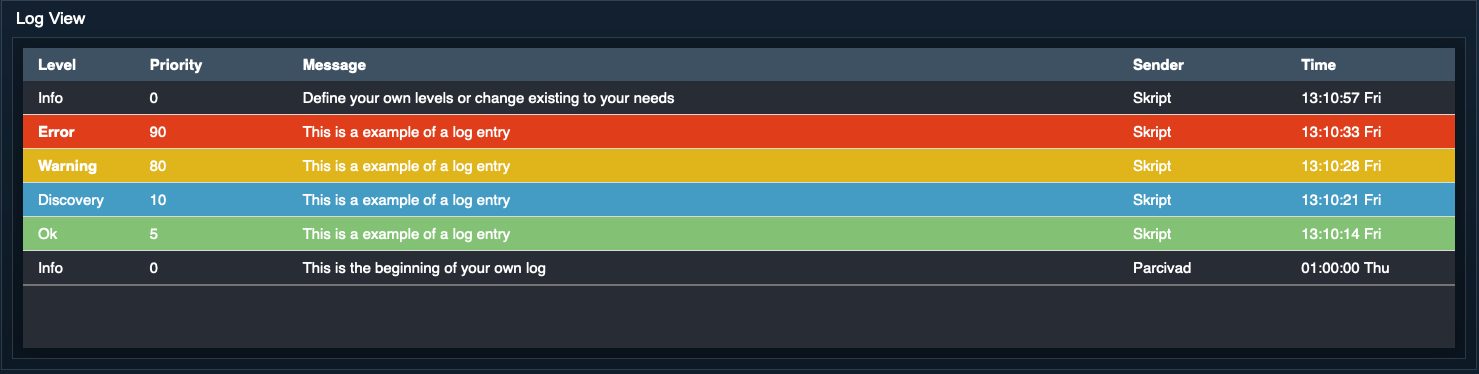 Log View
Level Priority Message Sender Time
Info 0 Define your own levels or change existing to your needs Skript 13:10:57 Fri
Error 90 This is a example of a log entry Skript 13:10:33 Fri
Warning 80 This is a example of a log entry Skript 13:10:28 Fri
Discovery 10 This is a example of a log entry Skript 13:10:21 Fri
Ok 5 This is a example of a log entry Skript 13:10:14 Fri
Info 0 This is the beginning of your own log Parcivad 01:00:00 Thu